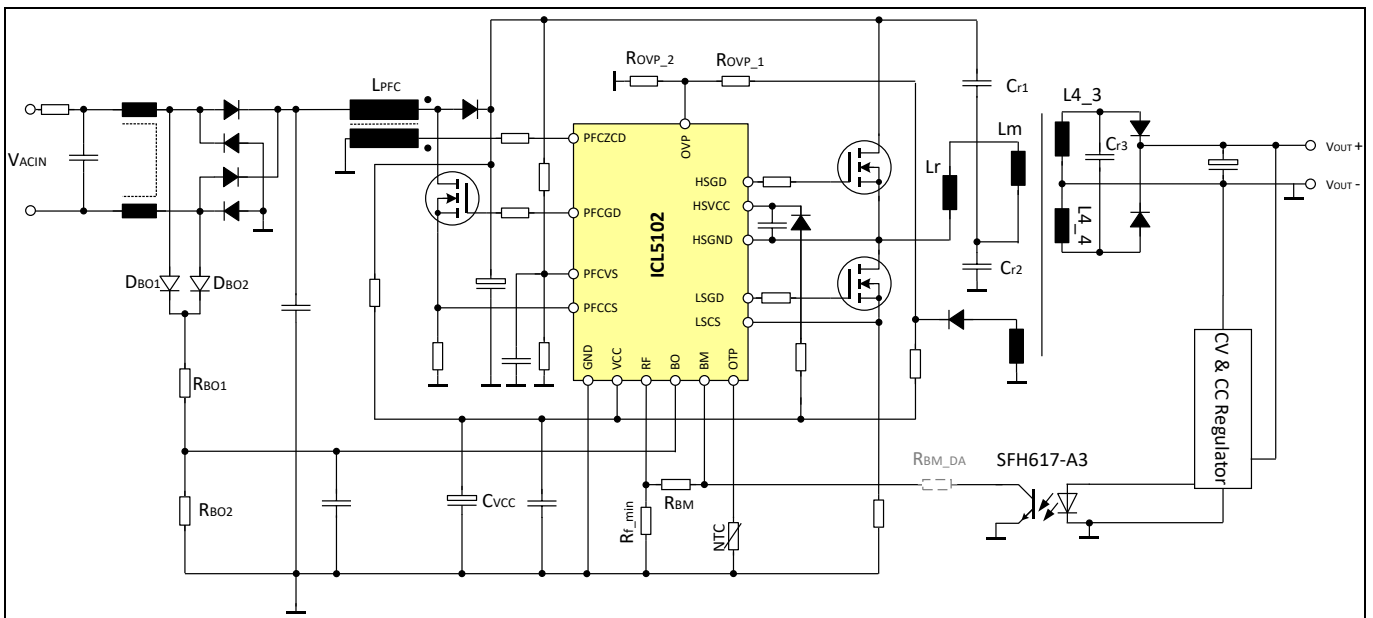 ROVP_2
ROVP_1
LPFC
Cr1
L4_3
PFCZCD
OVP
Lm
Cr3
VACIN
VOUT+
Lr
HSGD
VOUT-
HSVCC
PFCGD
L4_4
HSGND
ICL5102
Cr2
PFCVS
DBO1
DBO2
LSGD
PFCCS
LSCS
GND
VCC
RF
BO
BM
OTP
RBO1
CV & CC Regulator
RBM_DA
SFH617-A3
CVCC
RBM
RBO2
Rf_min
NTC